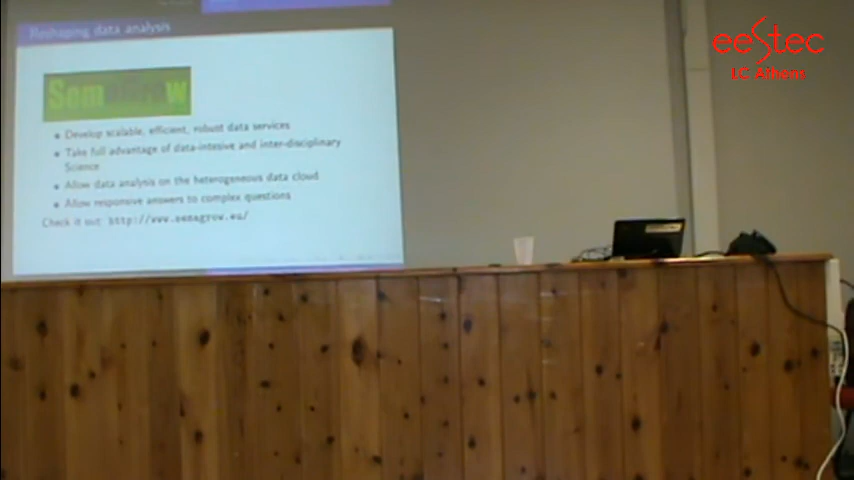 Reshaping data analysis
SemaGrow
Develop scalable, efficient, robust data services
Take full advantage of data-intesive and inter-disciplinary
Science
Allow data analysis on the heterogeneous data cloud
Allow responsive answers to complex questions
Check it out: http://www.semagrow.eu/
eestec
LC Athens